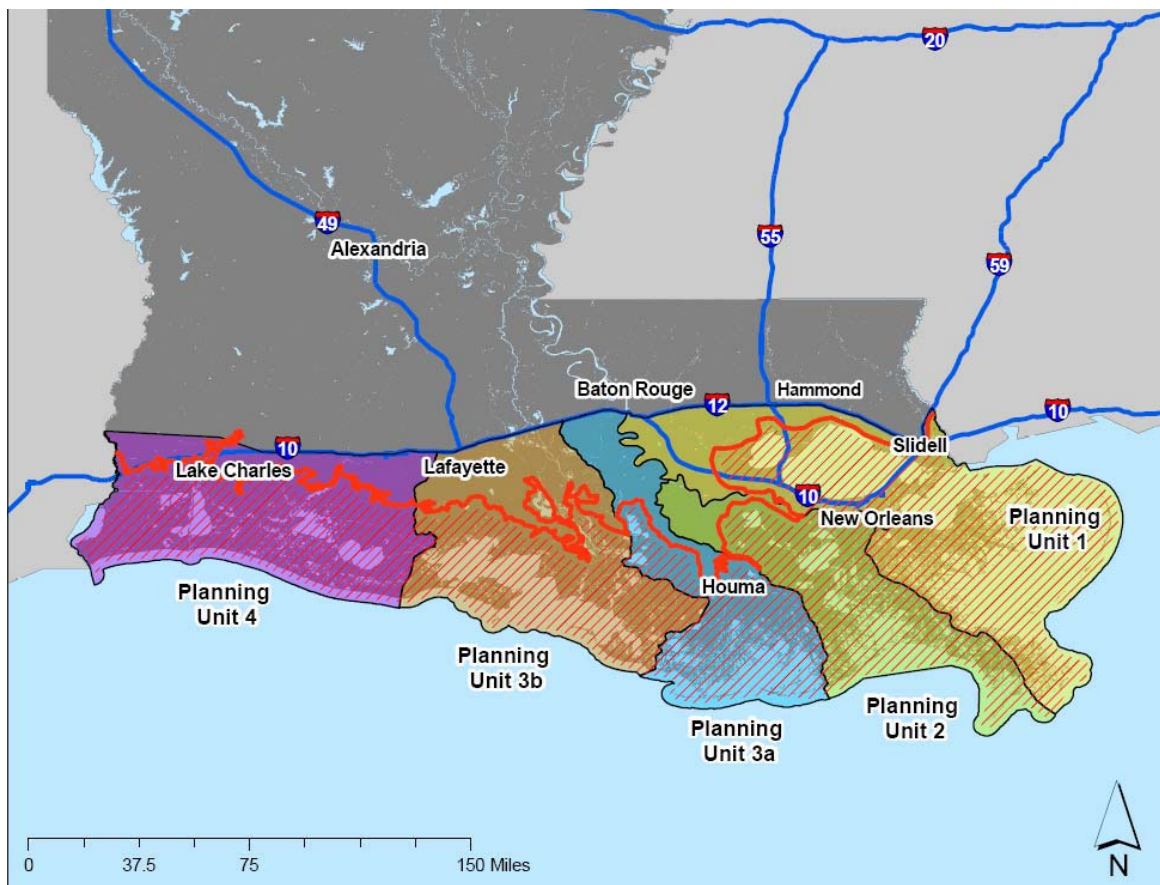 20
49
55
59
Alexandria
Baton Rouge
12
Hammond
10
Slidell
10
Lake Charles
Lafayette
10
New Orleans
Planning
Unit 1
Houma
Planning
Unit 4
Planning
Unit 3b
Planning
Unit 2
Planning
Unit 3a
0 37.5 75 150 Miles
N